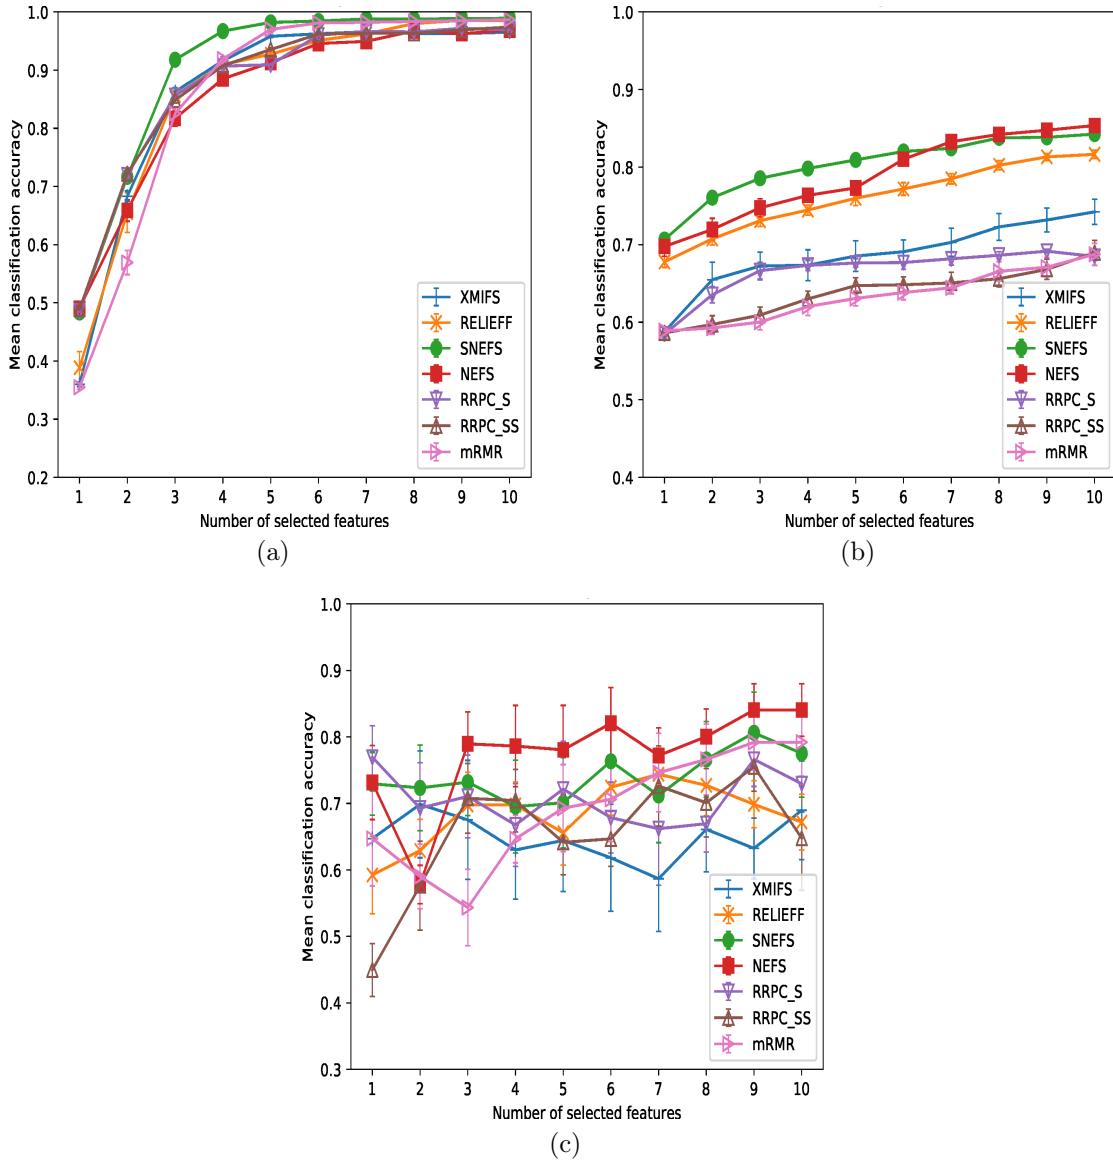 1.0
0.9
0.8
0.7
0.6
0.5
0.4
0.3
0.2
Mean classification accuracy
1 2 3 4 5 6 7 8 9 10
Number of selected features
XMIFS
RELIEFF
SNEFS
NEFS
RRPC_S
RRPC_SS
mRMR
(a)
1.0
0.9
0.8
0.7
0.6
0.5
0.4
Mean classification accuracy
1 2 3 4 5 6 7 8 9 10
Number of selected features
XMIFS
RELIEFF
SNEFS
NEFS
RRPC_S
RRPC_SS
mRMR
(b)
1.0
0.9
0.8
0.7
0.6
0.5
0.4
0.3
Mean classification accuracy
1 2 3 4 5 6 7 8 9 10
Number of selected features
XMIFS
RELIEFF
SNEFS
NEFS
RRPC_S
RRPC_SS
mRMR
(c)